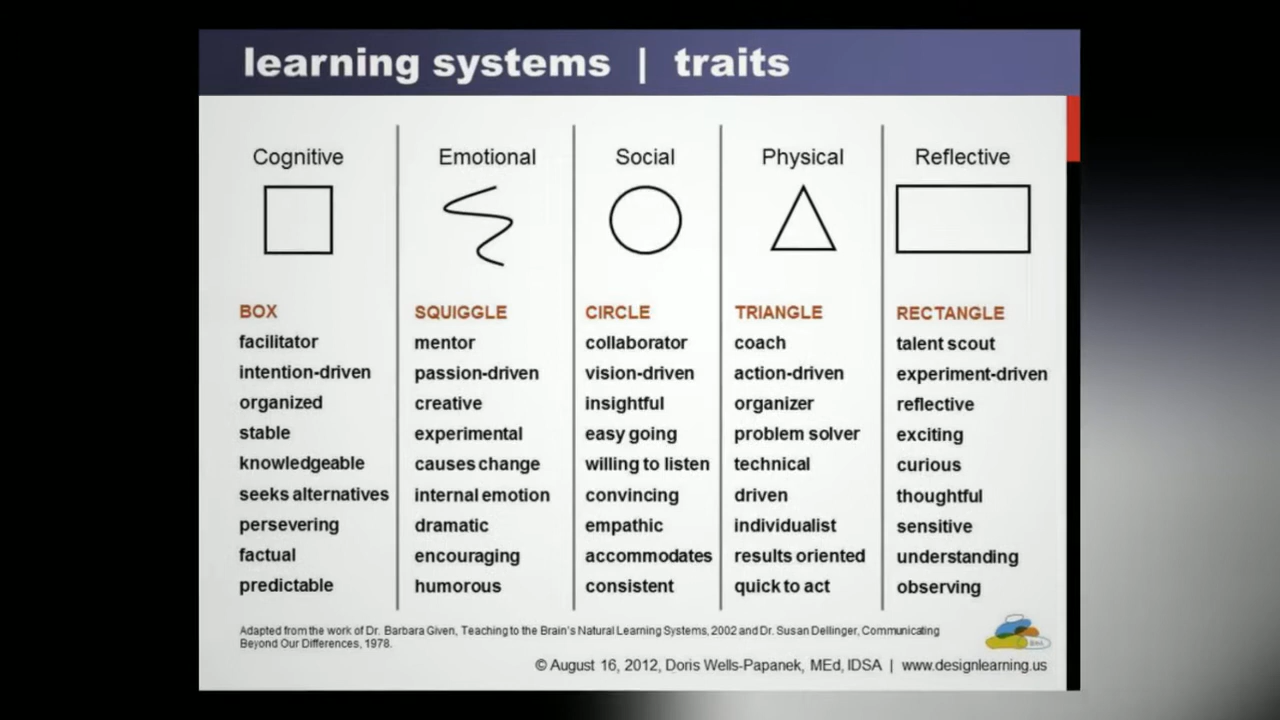 learning systems | traits
Cognitive
Emotional
Social
Physical
Reflective
BOX
facilitator
intention-driven
organized
stable
knowledgeable
seeks alternatives
persevering
factual
predictable
SQUIGGLE
mentor
passion-driven
creative
experimental
causes change
internal emotion
dramatic
encouraging
humorous
CIRCLE
collaborator
vision-driven
insightful
easy going
willing to listen
convincing
empathic
accommodates
consistent
TRIANGLE
coach
action-driven
organizer
problem solver
technical
driven
individualist
results oriented
quick to act
RECTANGLE
talent scout
experiment-driven
reflective
exciting
curious
thoughtful
sensitive
understanding
observing
Adapted from the work of Dr. Barbara Given, Teaching to the Brain's Natural Learning Systems, 2002 and Dr. Susan Dellinger, Communicating
Beyond Our Differences, 1978.
© August 16, 2012, Doris Wells-Papanek, MEd, IDSA | www.designlearning.us